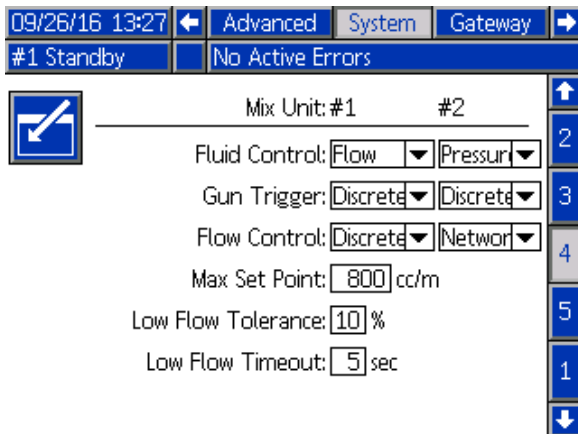 09/26/16 13:27 Advanced System Gateway
#1 Standby No Active Errors
Mix Unit: #1 #2
2
Fluid Control: Flow Pressur
Gun Trigger: Discrete Discrete
3
Flow Control: Discrete Networ
4
Max Set Point: 800 cc/m
Low Flow Tolerance: 10 %
5
Low Flow Timeout: 5 sec
1